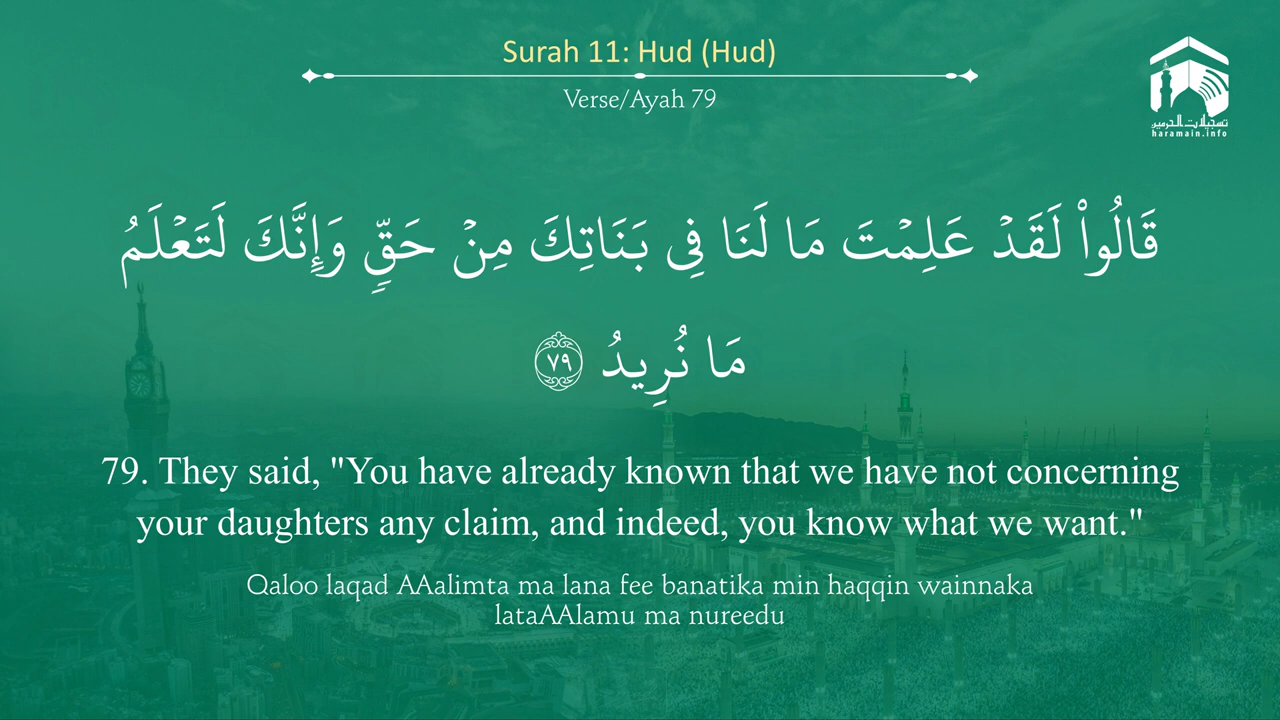 Surah 11: Hud (Hud)
Verse/Ayah 79
تسجيلات الحرمين
haramain.info
قَالُوا۟ لَقَدْ عَلِمْتَ مَا لَنَا فِى بَنَاتِكَ مِنْ حَقٍّ وَإِنَّكَ لَتَعْلَمُ
مَا نُرِيدُ ٧٩
79. They said, "You have already known that we have not concerning
your daughters any claim, and indeed, you know what we want."
Qaloo laqad AAalimta ma lana fee banatika min haqqin wainnaka
lataAAlamu ma nureedu